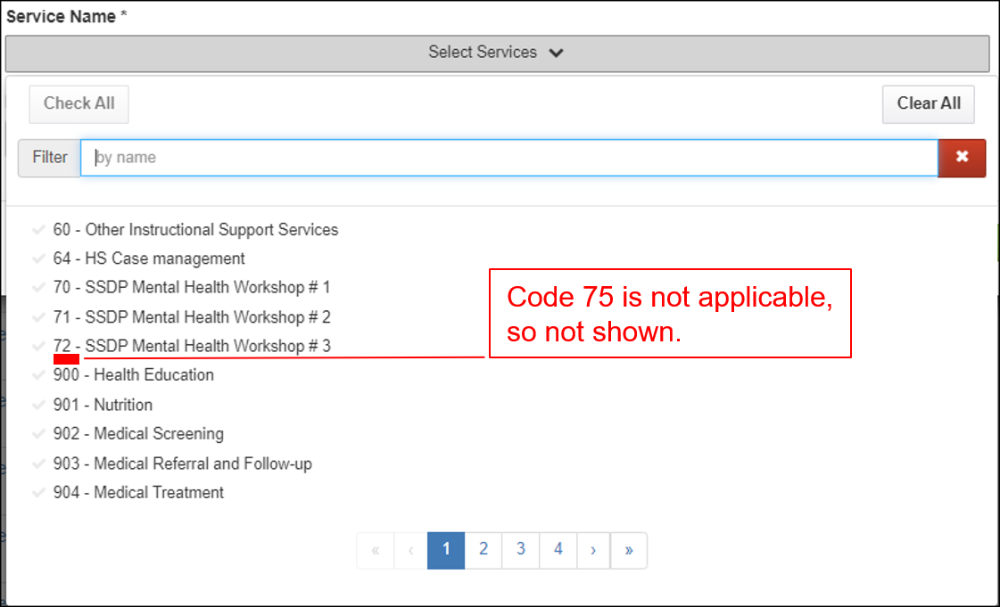 Service Name *
Select Services
Check All
Clear All
Filter
by name
60 - Other Instructional Support Services
64 - HS Case management
70 - SSDP Mental Health Workshop # 1
71 - SSDP Mental Health Workshop # 2
72 - SSDP Mental Health Workshop # 3
Code 75 is not applicable,
so not shown.
900 - Health Education
901 - Nutrition
902 - Medical Screening
903 - Medical Referral and Follow-up
904 - Medical Treatment
« ‹ 1 2 3 4 › »